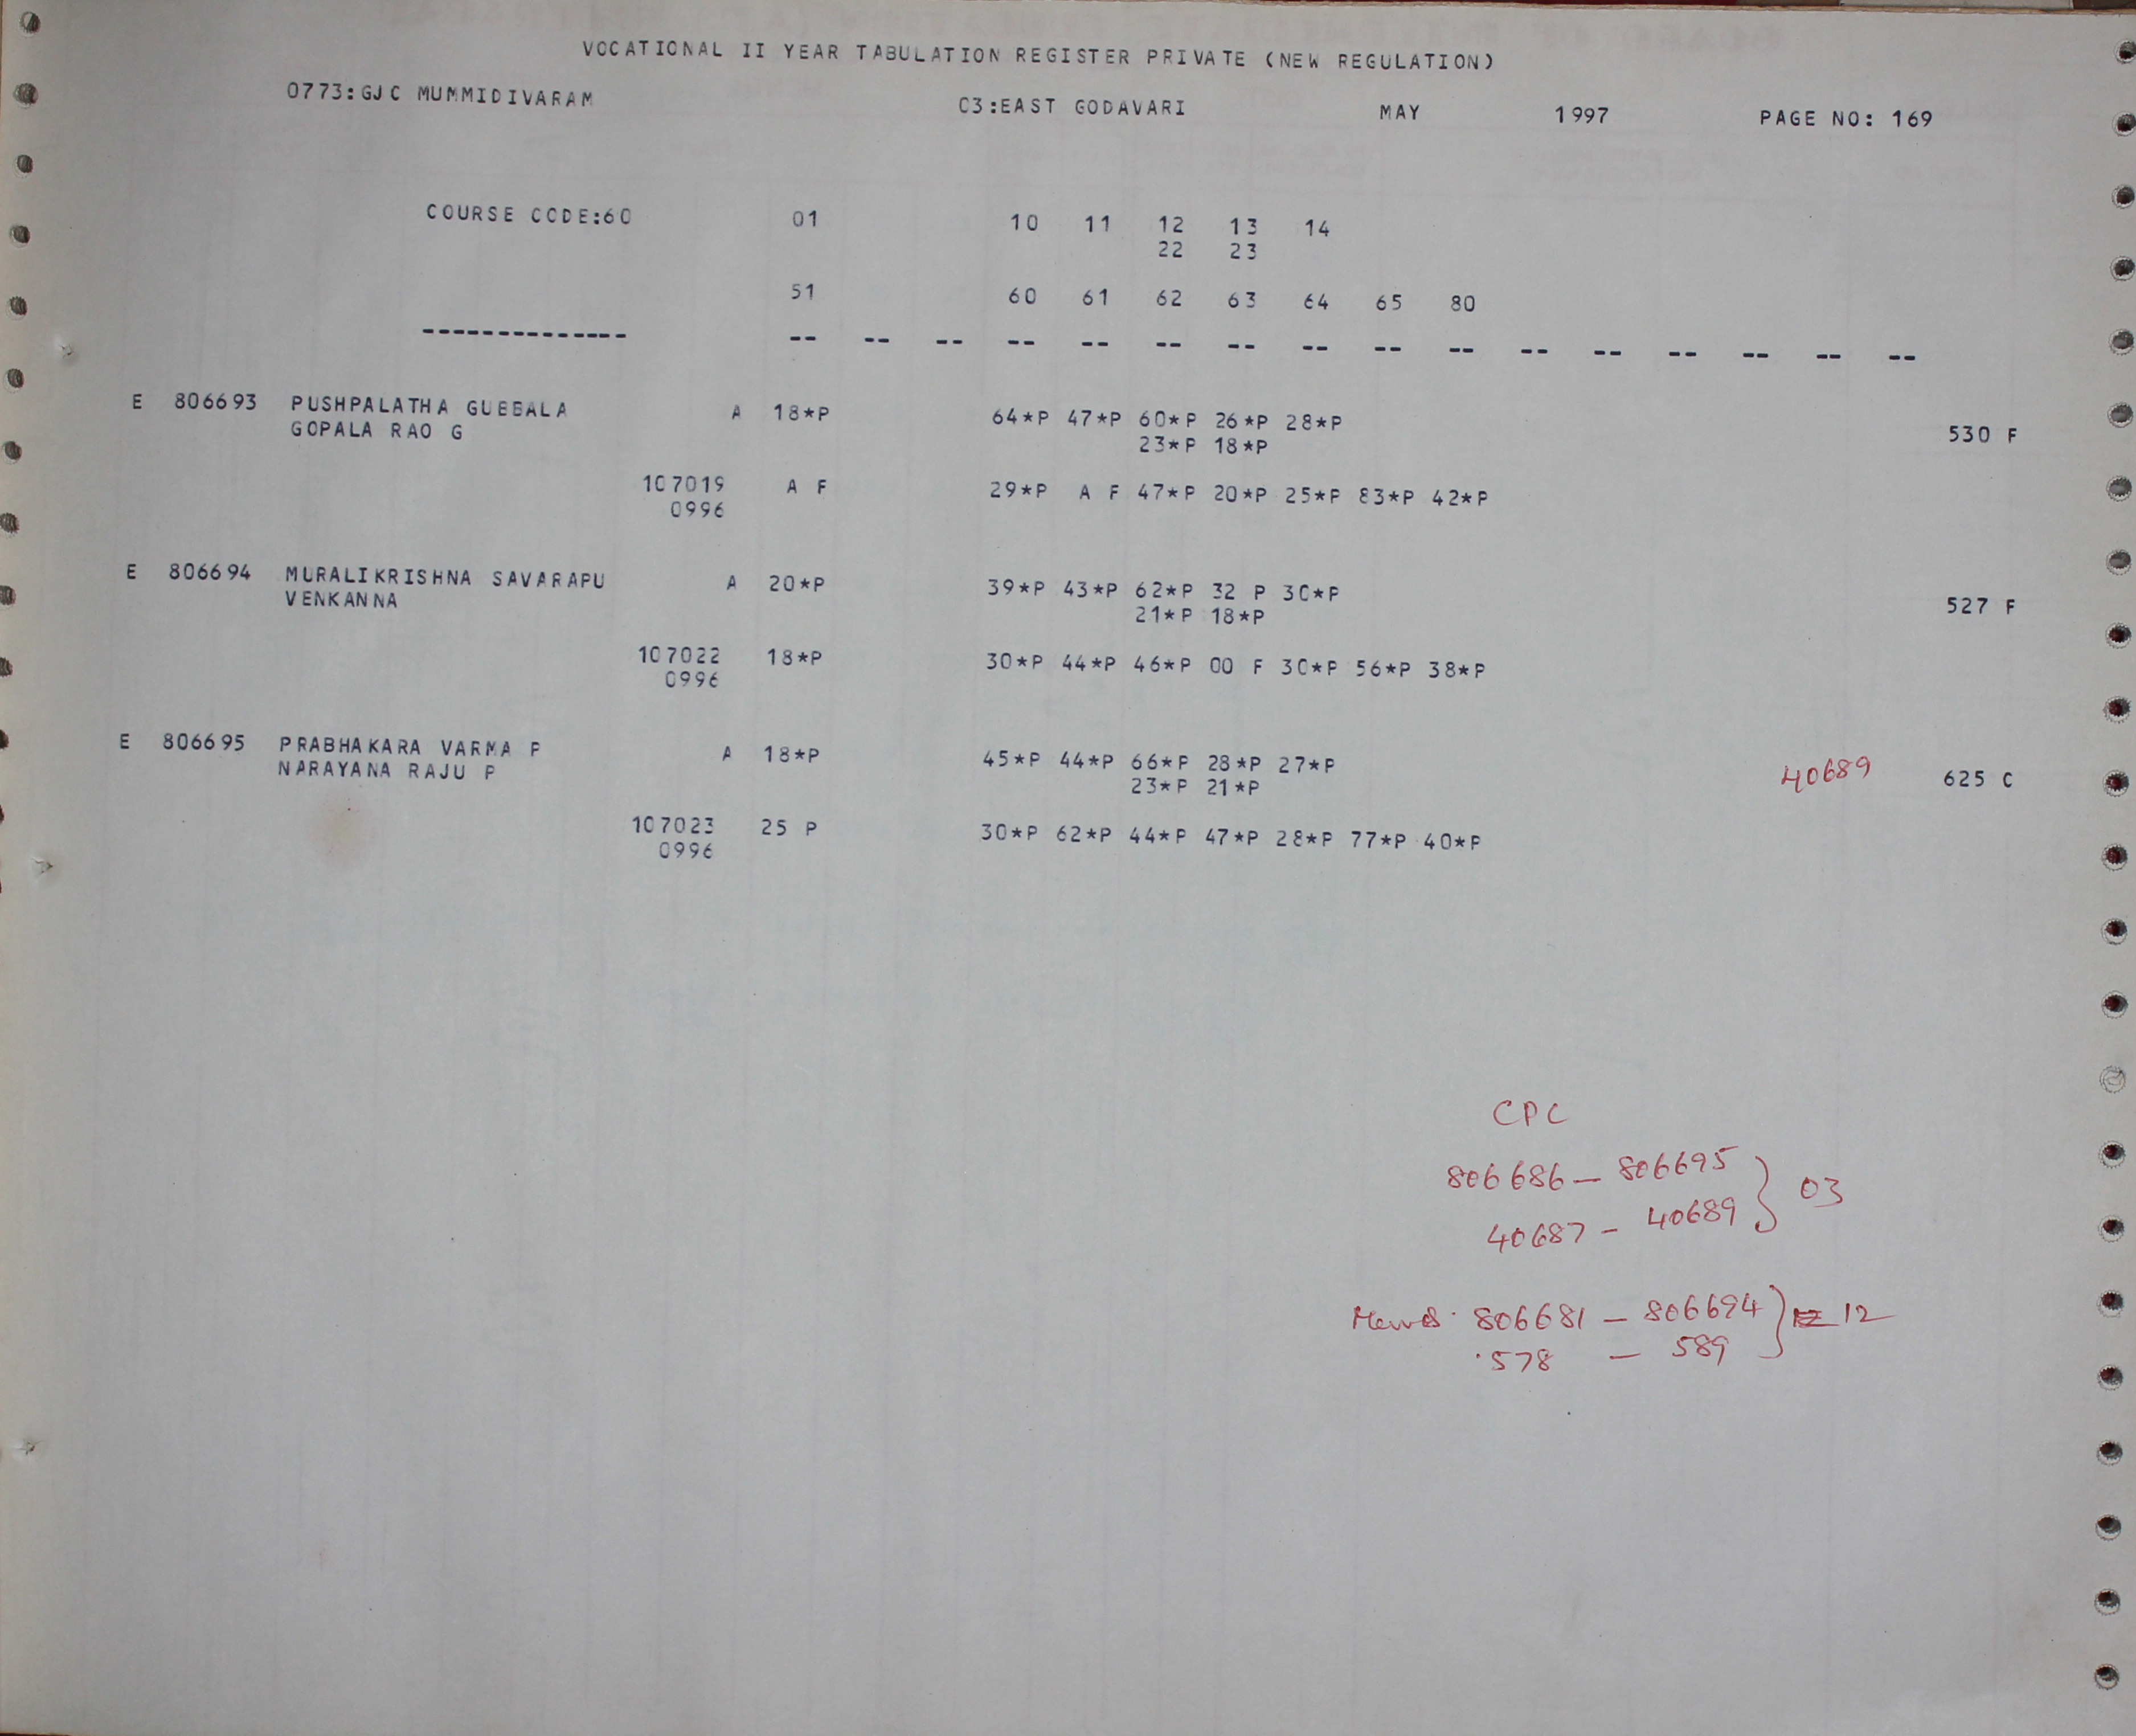 VOCATIONAL II YEAR TABULATION REGISTER PRIVATE (NEW REGULATION)
0773:GJC MUMMIDIVARAM C3:EAST GODAVARI MAY 1997 PAGE NO: 169
COURSE CODE:60 01 10 11 12 13 14
22 23
51 60 61 62 63 64 65 80
-------------- -- -- -- -- -- -- -- -- -- -- -- -- -- -- -- --
E 806693 PUSHPALATHA GUBBALA A 18*P 64*P 47*P 60*P 26*P 28*P
GOPALA RAO G 23*P 18*P 530 F
107019 A F 29*P A F 47*P 20*P 25*P 83*P 42*P
0996
E 806694 MURALIKRISHNA SAVARAPU A 20*P 39*P 43*P 62*P 32 P 30*P
VENKANNA 21*P 18*P 527 F
107022 18*P 30*P 44*P 46*P 00 F 30*P 56*P 38*P
0996
E 806695 PRABHAKARA VARMA P A 18*P 45*P 44*P 66*P 28*P 27*P
NARAYANA RAJU P 23*P 21*P 40689 625 C
107023 25 P 30*P 62*P 44*P 47*P 28*P 77*P 40*P
0996
CPC
806686 - 806695 } 03
40687 - 40689
806681 - 806694 } 12
578 - 589